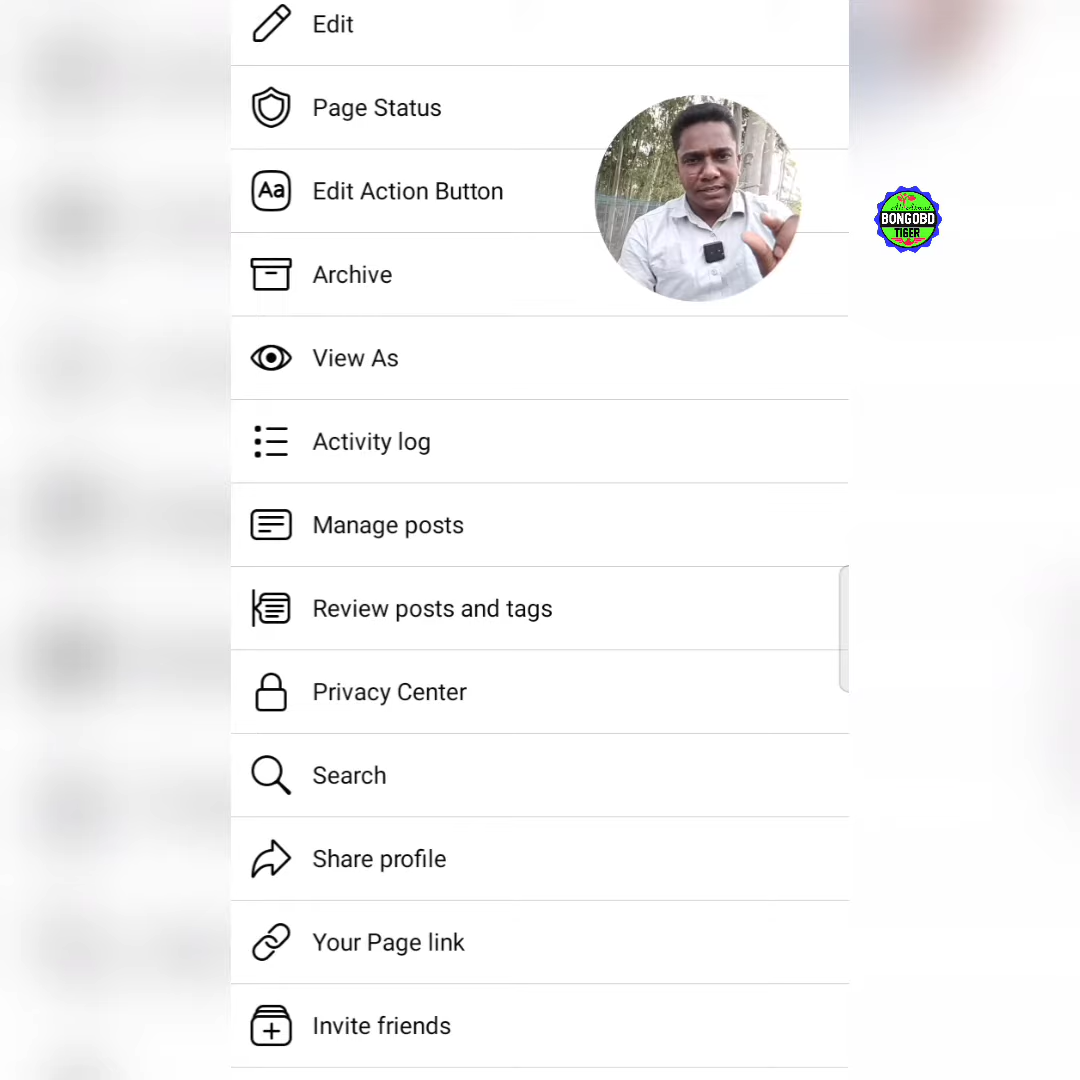 Edit
Page Status
Aa
Edit Action Button
Archive
View As
Activity log
Manage posts
Review posts and tags
Privacy Center
Search
Share profile
Your Page link
Invite friends
BONGOBD
TIGER